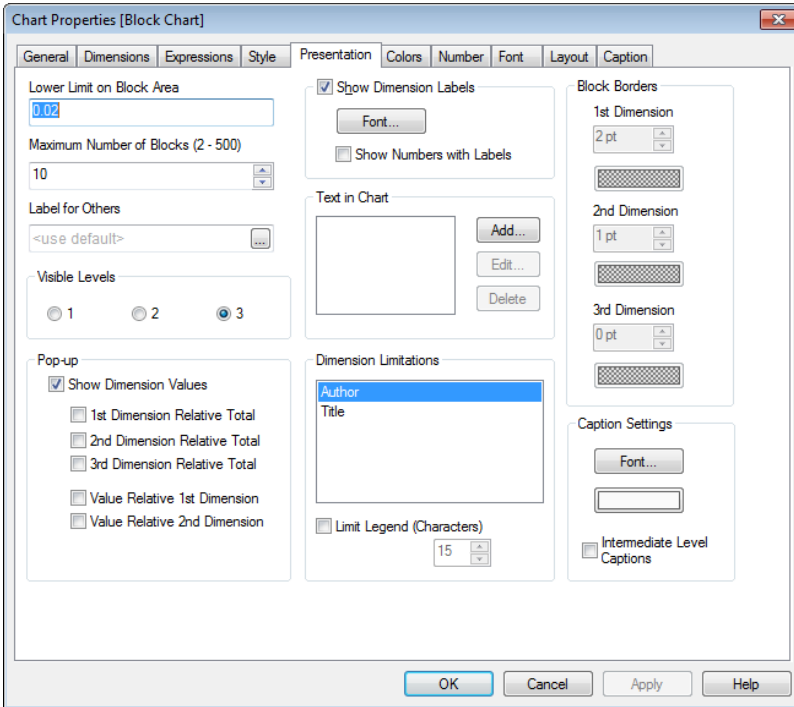 Chart Properties [Block Chart]
General Dimensions Expressions Style Presentation Colors Number Font Layout Caption
Lower Limit on Block Area
0.02
Maximum Number of Blocks (2 - 500)
10
Label for Others
<use default> ...
Visible Levels
1 2 3
Pop-up
Show Dimension Values
1st Dimension Relative Total
2nd Dimension Relative Total
3rd Dimension Relative Total
Value Relative 1st Dimension
Value Relative 2nd Dimension
Show Dimension Labels
Font...
Show Numbers with Labels
Text in Chart
Add...
Edit...
Delete
Dimension Limitations
Author
Title
Limit Legend (Characters)
15
Block Borders
1st Dimension
2 pt
2nd Dimension
1 pt
3rd Dimension
0 pt
Caption Settings
Font...
Intermediate Level
Captions
OK Cancel Apply Help